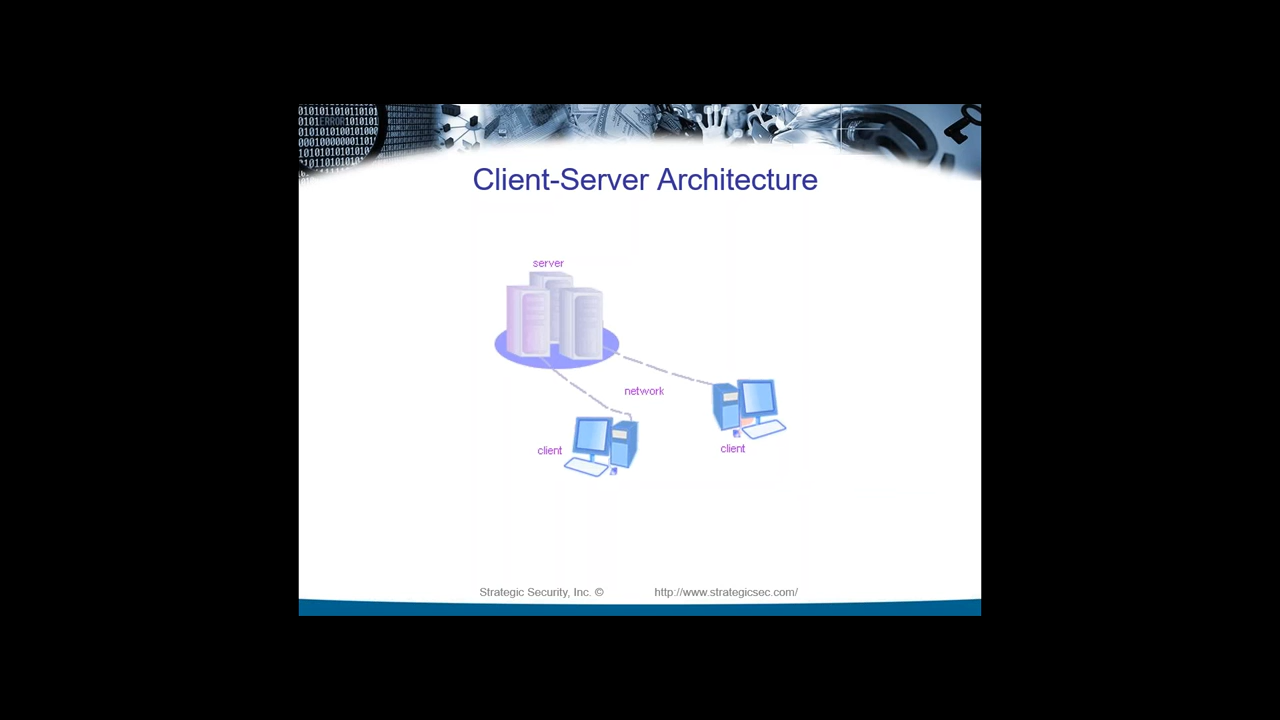 Client-Server Architecture
server
network
client
client
Strategic Security, Inc. © http://www.strategicsec.com/